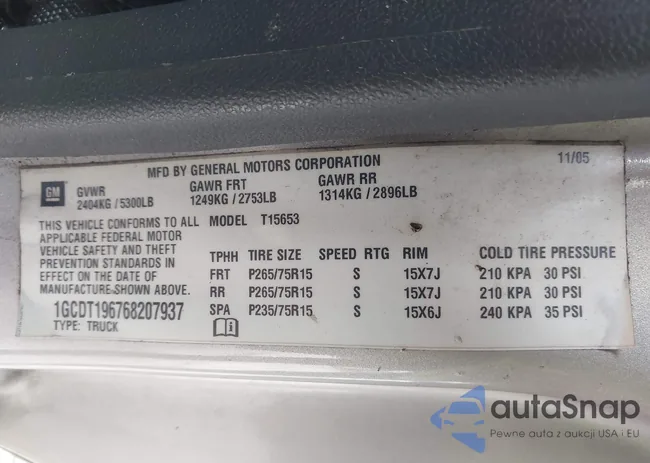 MFD BY GENERAL MOTORS CORPORATION 11/05
GM GVWR GAWR FRT GAWR RR
2404KG / 5300LB 1249KG / 2753LB 1314KG / 2896LB
THIS VEHICLE CONFORMS TO ALL MODEL T15653
APPLICABLE FEDERAL MOTOR
VEHICLE SAFETY AND THEFT
PREVENTION STANDARDS IN
EFFECT ON THE DATE OF
MANUFACTURE SHOWN ABOVE.
1GCDT196768207937
TYPE: TRUCK
TPHH TIRE SIZE SPEED RTG RIM COLD TIRE PRESSURE
FRT P265/75R15 S 15X7J 210 KPA 30 PSI
RR P265/75R15 S 15X7J 210 KPA 30 PSI
SPA P235/75R15 S 15X6J 240 KPA 35 PSI
autaSnap
Pewne auta z aukcji USA i EU